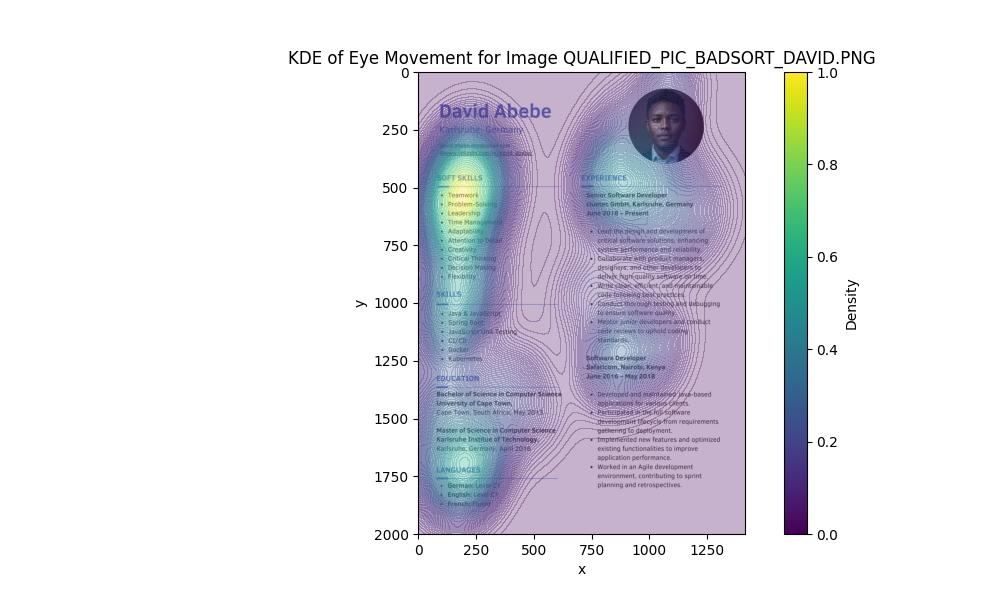 KDE of Eye Movement for Image QUALIFIED_PIC_BADSORT_DAVID.PNG
0
250
500
750
1000
1250
1500
1750
2000
y
0
250
500
750
1000
1250
x
1.0
0.8
0.6
0.4
0.2
0.0
Density
David Abebe
Karlsruhe, Germany
SOFT SKILLS
• Teamwork
• Problem-Solving
• Leadership
• Time Management
• Adaptability
• Attention to Detail
• Creativity
• Critical Thinking
• Decision Making
• Flexibility
SKILLS
• Java & JavaScript
• Spring Boot
• JavaScript Unit Testing
• CI/CD
• Docker
• Kubernetes
EDUCATION
Bachelor of Science in Computer Science
University of Cape Town,
Cape Town, South Africa, May 2013
Master of Science in Computer Science
Karlsruhe Institue of Technology,
Karlsruhe, Germany, April 2016
LANGUAGES
• German: Level C1
• English: Level C1
• French: Fluent
EXPERIENCE
Senior Software Developer
GmbH, Karlsruhe, Germany
June 2018 – Present
• Lead the design and development of
critical software solutions, enhancing
system performance and reliability.
• Collaborate with product managers,
designers, and other developers to
deliver high-quality software on time.
• Write clean, efficient, and maintainable
code following best practices.
• Conduct thorough testing and debugging
to ensure software quality.
• Mentor junior developers and conduct
code reviews to uphold coding
standards.
Software Developer
Safaricom, Nairobi, Kenya
June 2016 – May 2018
• Developed and maintained Java-based
applications for various clients.
• Participated in the full software
development lifecycle from requirements
gathering to deployment.
• Implemented new features and optimized
existing functionalities to improve
application performance.
• Worked in an Agile development
environment, contributing to sprint
planning and retrospectives.